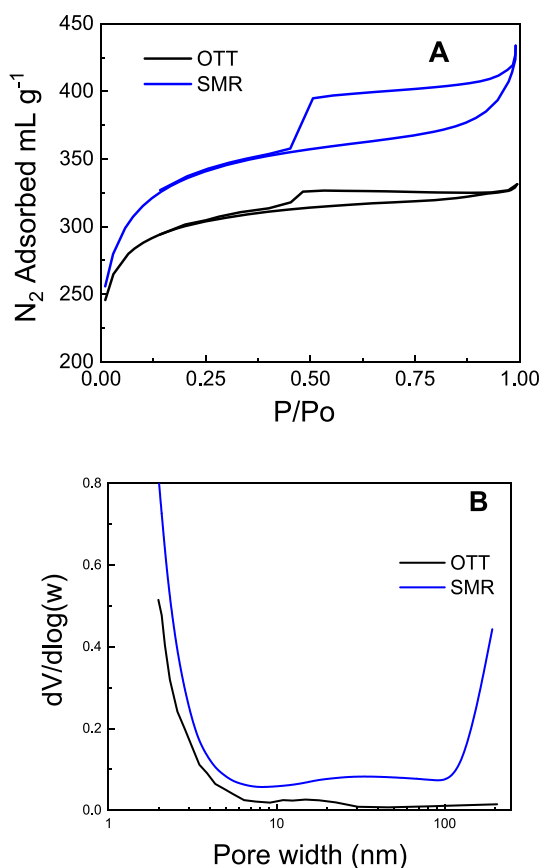 A
OTT
SMR
N₂ Adsorbed mL g⁻¹
450
400
350
300
250
200
0.00 0.25 0.50 0.75 1.00
P/Po
B
OTT
SMR
dV/dlog(w)
0.8
0.6
0.4
0.2
0.0
1 10 100
Pore width (nm)